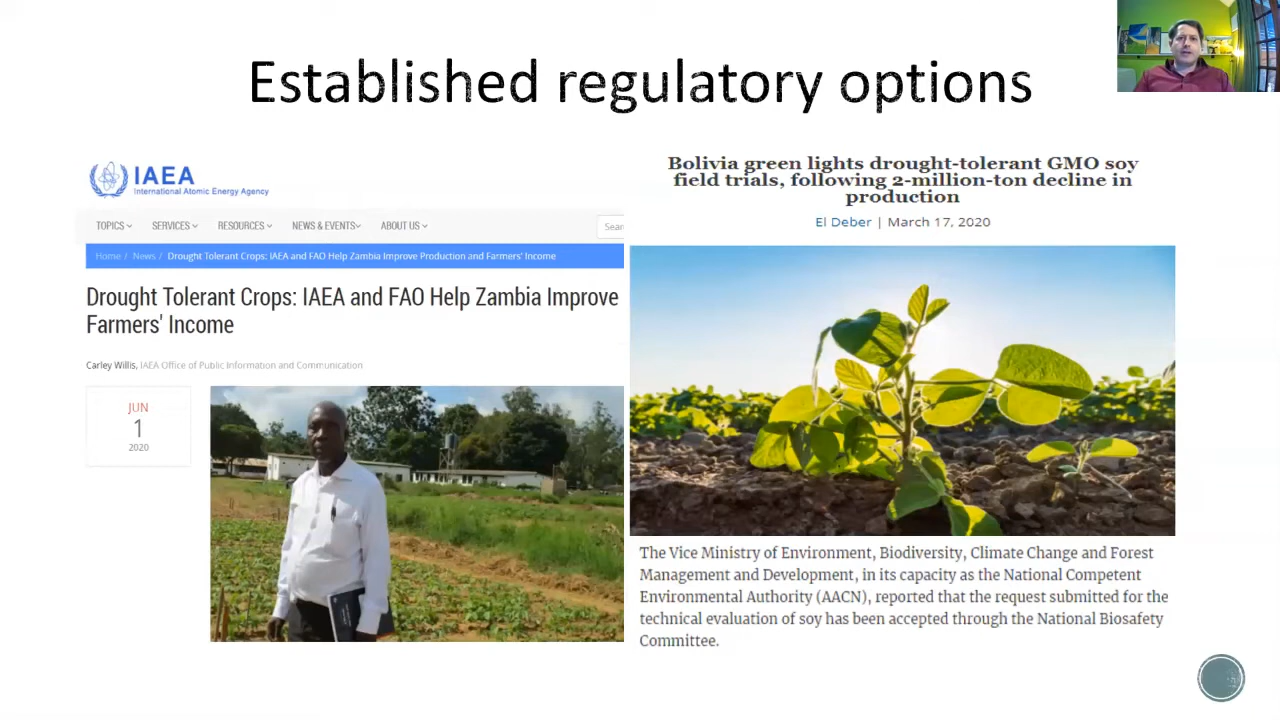 Established regulatory options
IAEA
International Atomic Energy Agency
TOPICS SERVICES RESOURCES NEWS & EVENTS ABOUT US
Home / News / Drought Tolerant Crops: IAEA and FAO Help Zambia Improve Production and Farmers' Income
Drought Tolerant Crops: IAEA and FAO Help Zambia Improve
Farmers' Income
Carley Willis, IAEA Office of Public Information and Communication
JUN
1
2020
Bolivia green lights drought-tolerant GMO soy
field trials, following 2-million-ton decline in
production
El Deber | March 17, 2020
The Vice Ministry of Environment, Biodiversity, Climate Change and Forest
Management and Development, in its capacity as the National Competent
Environmental Authority (AACN), reported that the request submitted for the
technical evaluation of soy has been accepted through the National Biosafety
Committee.